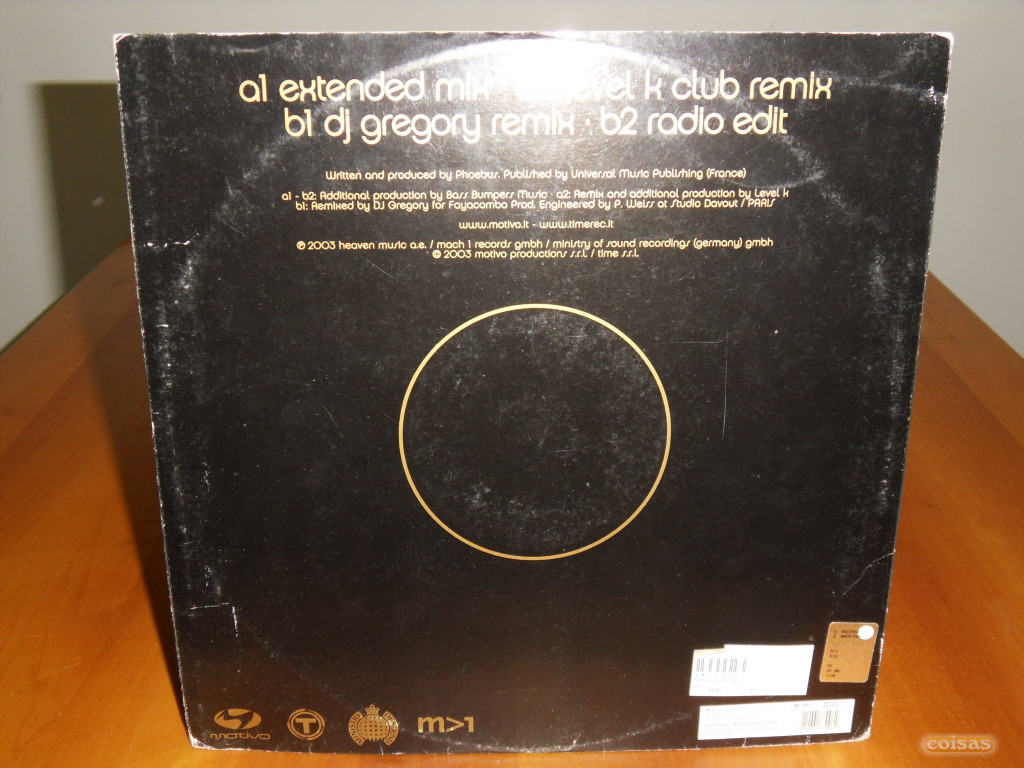 a1 extended mix level k club remix
b1 dj gregory remix · b2 radio edit
Written and produced by Phoebus. Published by Universal Music Publishing (France)
a1 - b2: Additional production by Bass Bumpers Music · a2: Remix and additional production by Level k
b1: Remixed by DJ Gregory for Fayacombo Prod. Engineered by P. Weiss at Studio Davout / PARIS
www.motivo.it - www.timerec.it
℗ 2003 heaven music a.e. / mach 1 records gmbh / ministry of sound recordings (germany) gmbh
© 2003 motivo productions s.r.l. / time s.r.l.
motivo
T
m>1
coisas